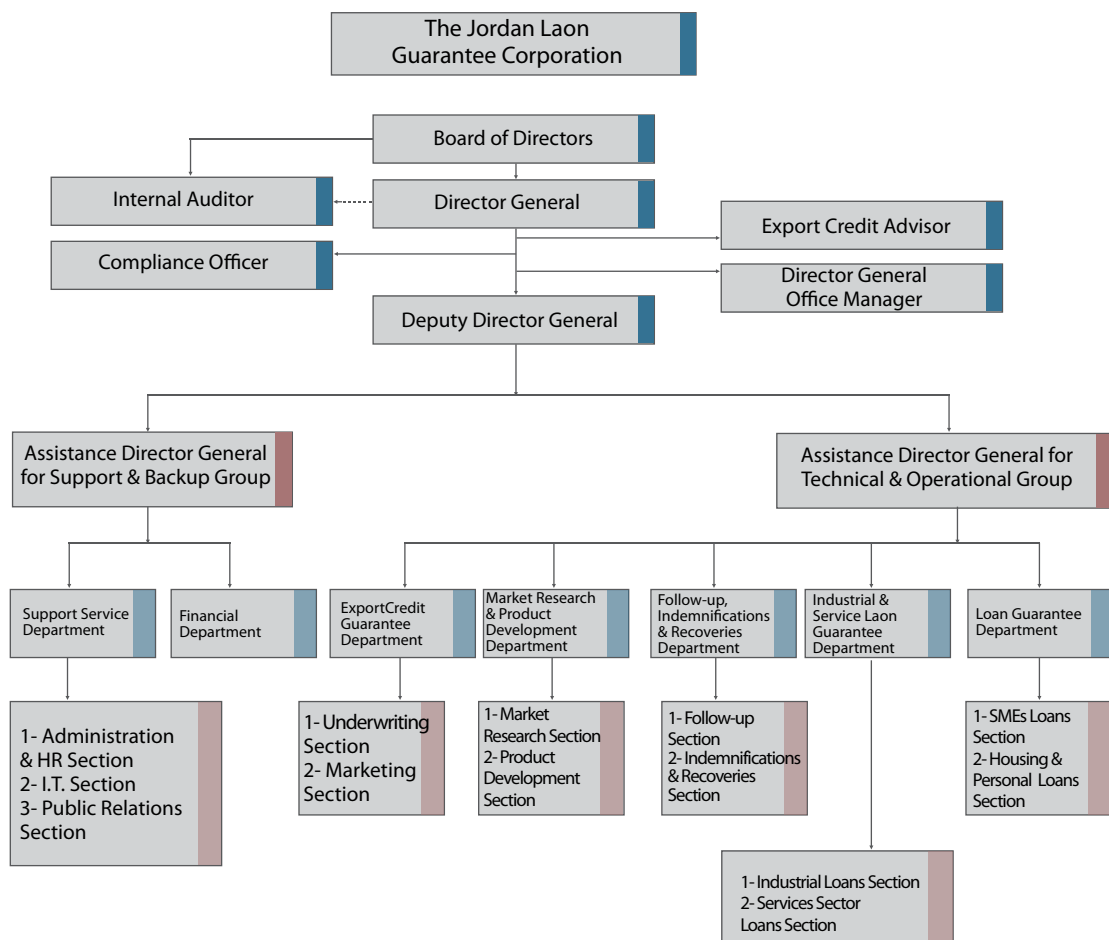 The Jordan Laon
Guarantee Corporation
Board of Directors
Internal Auditor
Director General
Export Credit Advisor
Compliance Officer
Director General
Office Manager
Deputy Director General
Assistance Director General
for Support & Backup Group
Assistance Director General for
Technical & Operational Group
Support Service
Department
Financial
Department
ExportCredit
Guarantee
Department
Market Research
& Product
Development
Department
Follow-up,
Indemnifications
& Recoveries
Department
Industrial &
Service Laon
Guarantee
Department
Loan Guarantee
Department
1- Administration
& HR Section
2- I.T. Section
3- Public Relations
Section
1- Underwriting
Section
2- Marketing
Section
1- Market
Research Section
2- Product
Development
Section
1- Follow-up
Section
2- Indemnifications
& Recoveries
Section
1- SMEs Loans
Section
2- Housing &
Personal Loans
Section
1- Industrial Loans Section
2- Services Sector
Loans Section